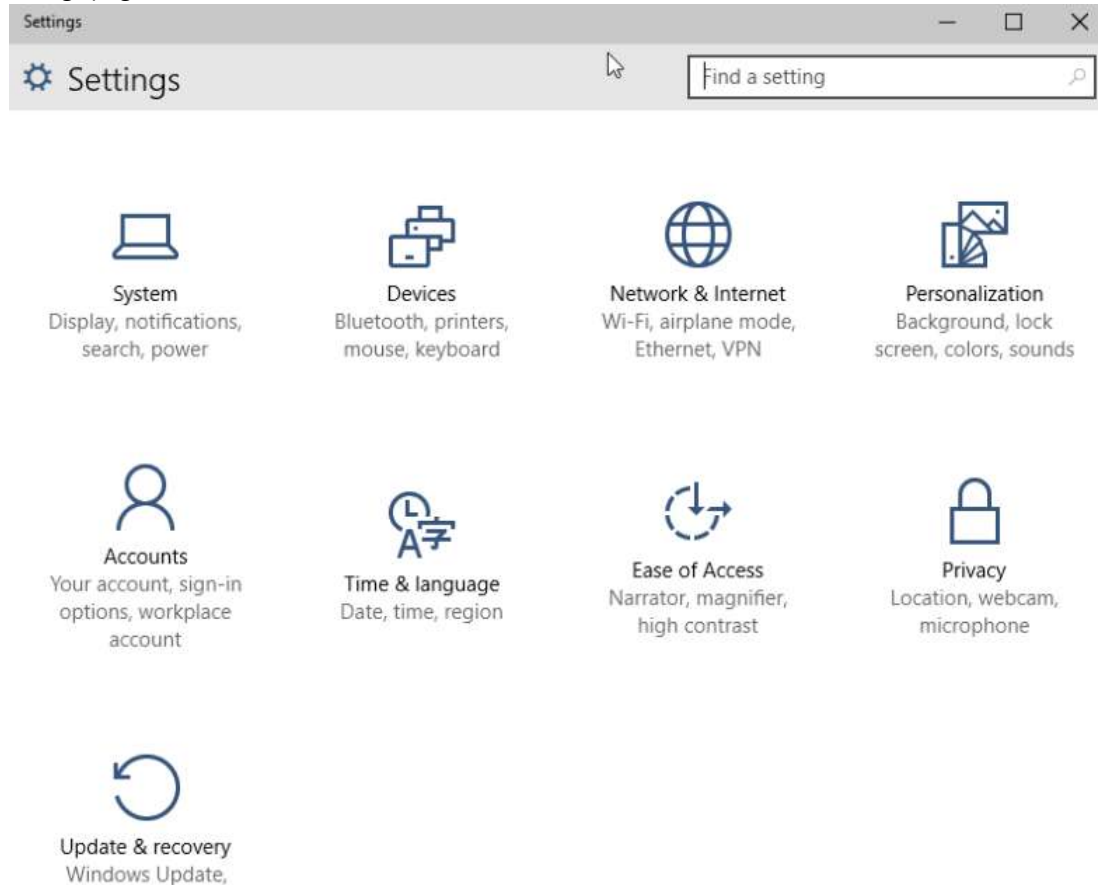 Settings
Settings
Find a setting
System
Display, notifications,
search, power
Devices
Bluetooth, printers,
mouse, keyboard
Network & Internet
Wi-Fi, airplane mode,
Ethernet, VPN
Personalization
Background, lock
screen, colors, sounds
Accounts
Your account, sign-in
options, workplace
account
Time & language
Date, time, region
Ease of Access
Narrator, magnifier,
high contrast
Privacy
Location, webcam,
microphone
Update & recovery
Windows Update,